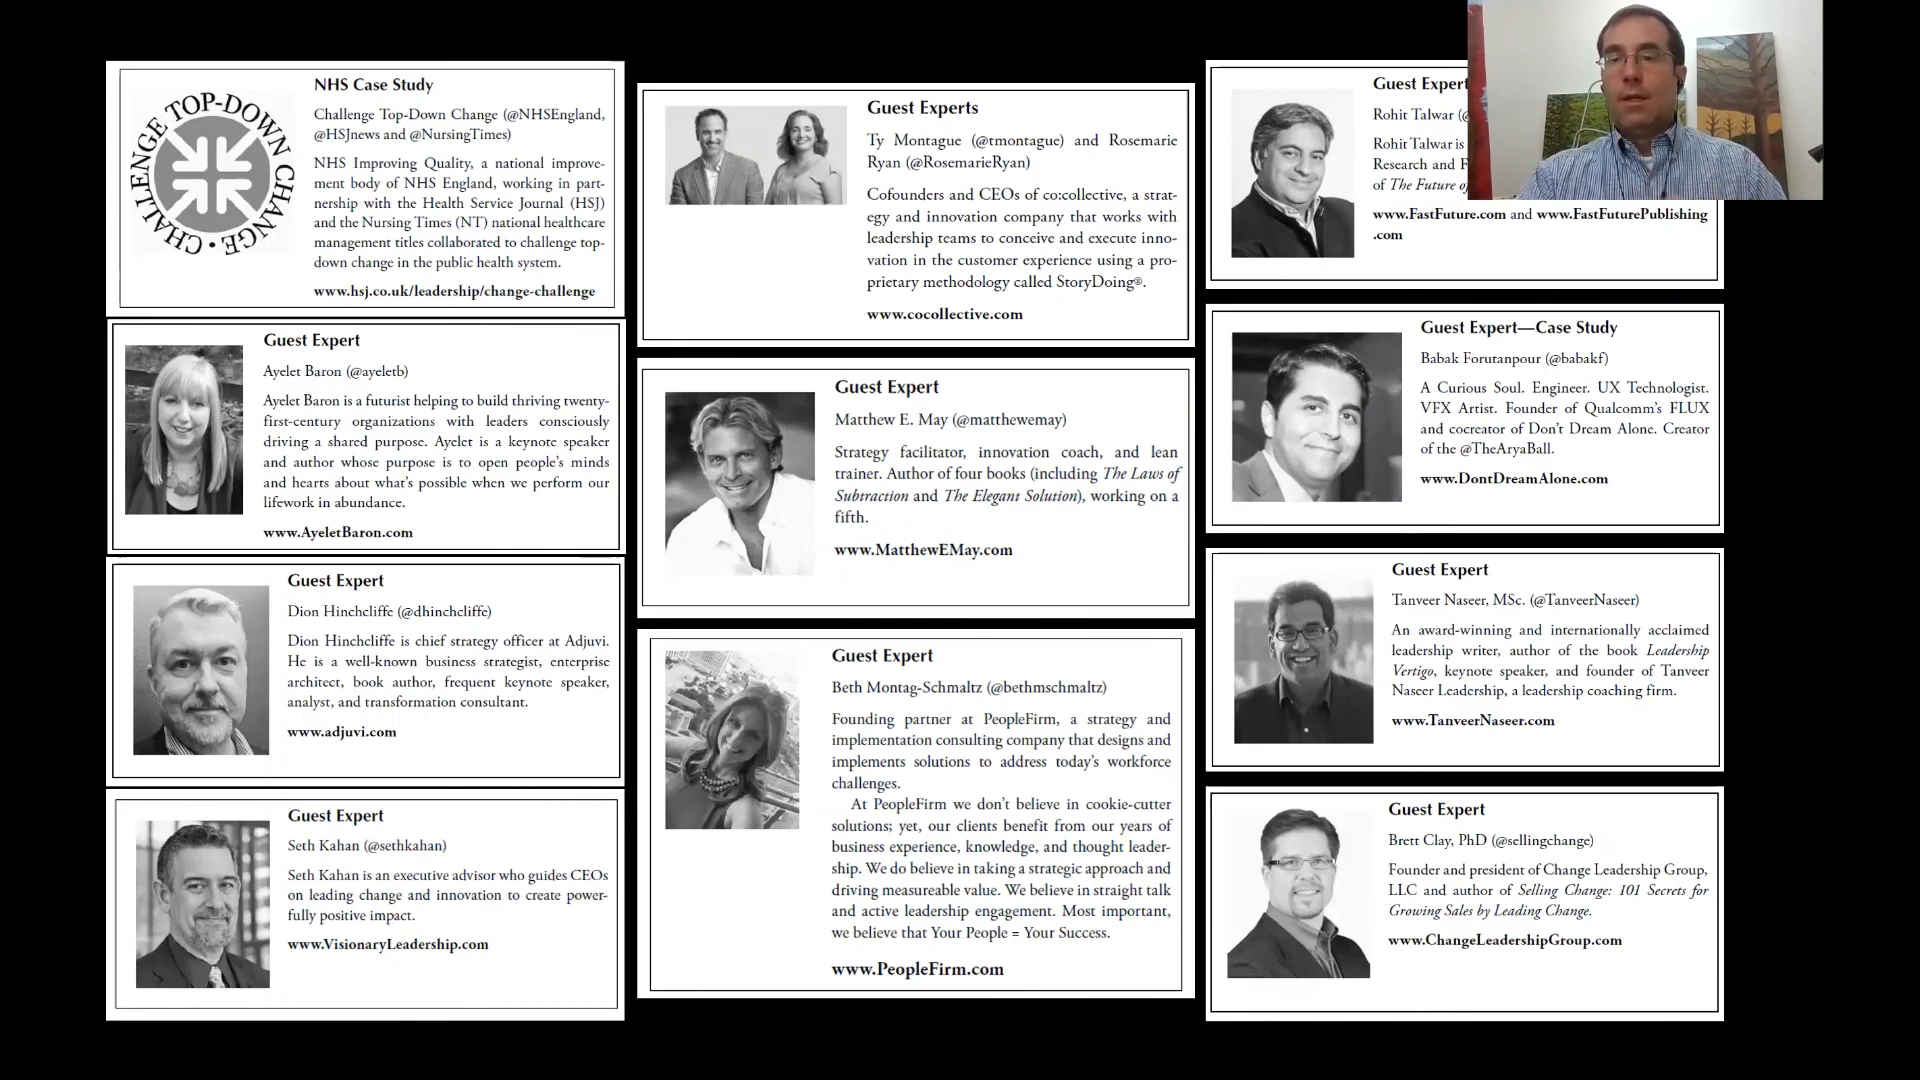 CHALLENGE TOP-DOWN CHANGE •
NHS Case Study
Challenge Top-Down Change (@NHSEngland,
@HSJnews and @NursingTimes)
NHS Improving Quality, a national improve-
ment body of NHS England, working in part-
nership with the Health Service Journal (HSJ)
and the Nursing Times (NT) national healthcare
management titles collaborated to challenge top-
down change in the public health system.
www.hsj.co.uk/leadership/change-challenge
Guest Expert
Ayelet Baron (@ayeletb)
Ayelet Baron is a futurist helping to build thriving twenty-
first-century organizations with leaders consciously
driving a shared purpose. Ayelet is a keynote speaker
and author whose purpose is to open people's minds
and hearts about what's possible when we perform our
lifework in abundance.
www.AyeletBaron.com
Guest Expert
Dion Hinchcliffe (@dhinchcliffe)
Dion Hinchcliffe is chief strategy officer at Adjuvi.
He is a well-known business strategist, enterprise
architect, book author, frequent keynote speaker,
analyst, and transformation consultant.
www.adjuvi.com
Guest Expert
Seth Kahan (@sethkahan)
Seth Kahan is an executive advisor who guides CEOs
on leading change and innovation to create power-
fully positive impact.
www.VisionaryLeadership.com
Guest Experts
Ty Montague (@tmontague) and Rosemarie
Ryan (@RosemarieRyan)
Cofounders and CEOs of co:collective, a strat-
egy and innovation company that works with
leadership teams to conceive and execute inno-
vation in the customer experience using a pro-
prietary methodology called StoryDoing®.
www.cocollective.com
Guest Expert
Matthew E. May (@matthewemay)
Strategy facilitator, innovation coach, and lean
trainer. Author of four books (including The Laws of
Subtraction and The Elegant Solution), working on a
fifth.
www.MatthewEMay.com
Guest Expert
Beth Montag-Schmaltz (@bethmschmaltz)
Founding partner at PeopleFirm, a strategy and
implementation consulting company that designs and
implements solutions to address today's workforce
challenges.
At PeopleFirm we don't believe in cookie-cutter
solutions; yet, our clients benefit from our years of
business experience, knowledge, and thought leader-
ship. We do believe in taking a strategic approach and
driving measureable value. We believe in straight talk
and active leadership engagement. Most important,
we believe that Your People = Your Success.
www.PeopleFirm.com
Guest Expert
Rohit Talwar (@
Rohit Talwar is
Research and F
of The Future of
www.FastFuture.com and www.FastFuturePublishing
.com
Guest Expert—Case Study
Babak Forutanpour (@babakf)
A Curious Soul. Engineer. UX Technologist.
VFX Artist. Founder of Qualcomm's FLUX
and cocreator of Don't Dream Alone. Creator
of the @TheAryaBall.
www.DontDreamAlone.com
Guest Expert
Tanveer Naseer, MSc. (@TanveerNaseer)
An award-winning and internationally acclaimed
leadership writer, author of the book Leadership
Vertigo, keynote speaker, and founder of Tanveer
Naseer Leadership, a leadership coaching firm.
www.TanveerNaseer.com
Guest Expert
Brett Clay, PhD (@sellingchange)
Founder and president of Change Leadership Group,
LLC and author of Selling Change: 101 Secrets for
Growing Sales by Leading Change.
www.ChangeLeadershipGroup.com